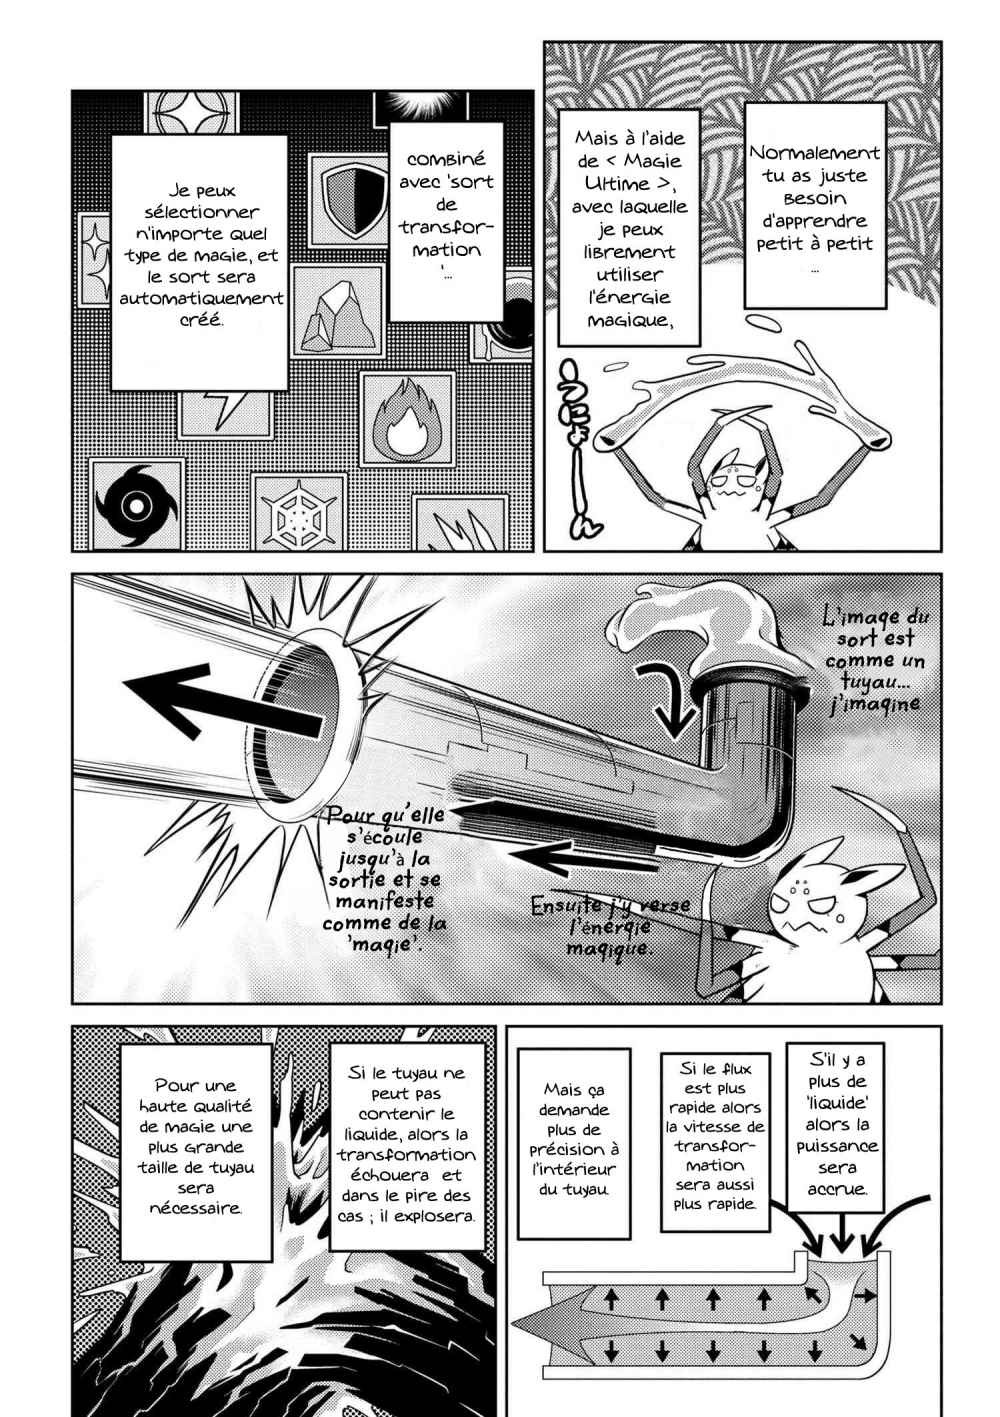 Normalement
tu as juste
besoin
d'apprendre
petit à petit
...
Mais à l'aide
de < Magie
Ultime >,
avec laquelle
je peux
librement
utiliser
l'énergie
magique,
うにょーん
combiné
avec 'sort
de
transfor-
mation
'...
Je peux
sélectionner
n'importe quel
type de magie, et
le sort sera
automatiquement
créé.
L'image du
sort est
comme un
tuyau...
j'imagine
Ensuite j'y verse
l'énergie
magique.
Pour qu'elle
s'écoule
jusqu'à la
sortie et se
manifeste
comme de la
'magie'.
S'il y a
plus de
'liquide'
alors la
puissance
sera
accrue.
Si le flux
est plus
rapide alors
la vitesse de
transfor-
mation
sera aussi
plus rapide.
Mais ça
demande
plus de
précision à
l'intérieur
du tuyau.
Si le tuyau ne
peut pas
contenir le
liquide, alors la
transformation
échouera et
dans le pire des
cas ; il explosera.
Pour une
haute qualité
de magie une
plus grande
taille de tuyau
sera
nécessaire.